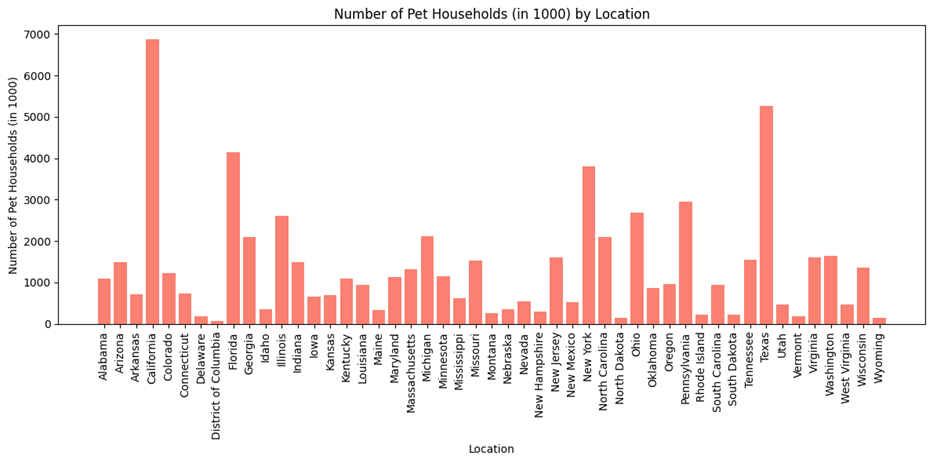 Number of Pet Households (in 1000) by Location
Number of Pet Households (in 1000)
7000
6000
5000
4000
3000
2000
1000
0
Alabama
Arizona
Arkansas
California
Colorado
Connecticut
Delaware
District of Columbia
Florida
Georgia
Idaho
Illinois
Indiana
Iowa
Kansas
Kentucky
Louisiana
Maine
Maryland
Massachusetts
Michigan
Minnesota
Mississippi
Missouri
Montana
Nebraska
Nevada
New Hampshire
New Jersey
New Mexico
New York
North Carolina
North Dakota
Ohio
Oklahoma
Oregon
Pennsylvania
Rhode Island
South Carolina
South Dakota
Tennessee
Texas
Utah
Vermont
Virginia
Washington
West Virginia
Wisconsin
Wyoming
Location